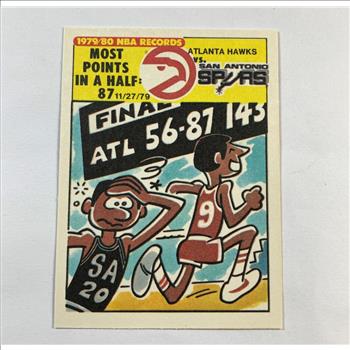 1979/80 NBA RECORDS
MOST
POINTS
IN A HALF:
87 11/27/79
ATLANTA HAWKS
vs.
SAN ANTONIO
SPURS
FINAL
ATL 56-87 143
9
SA
20